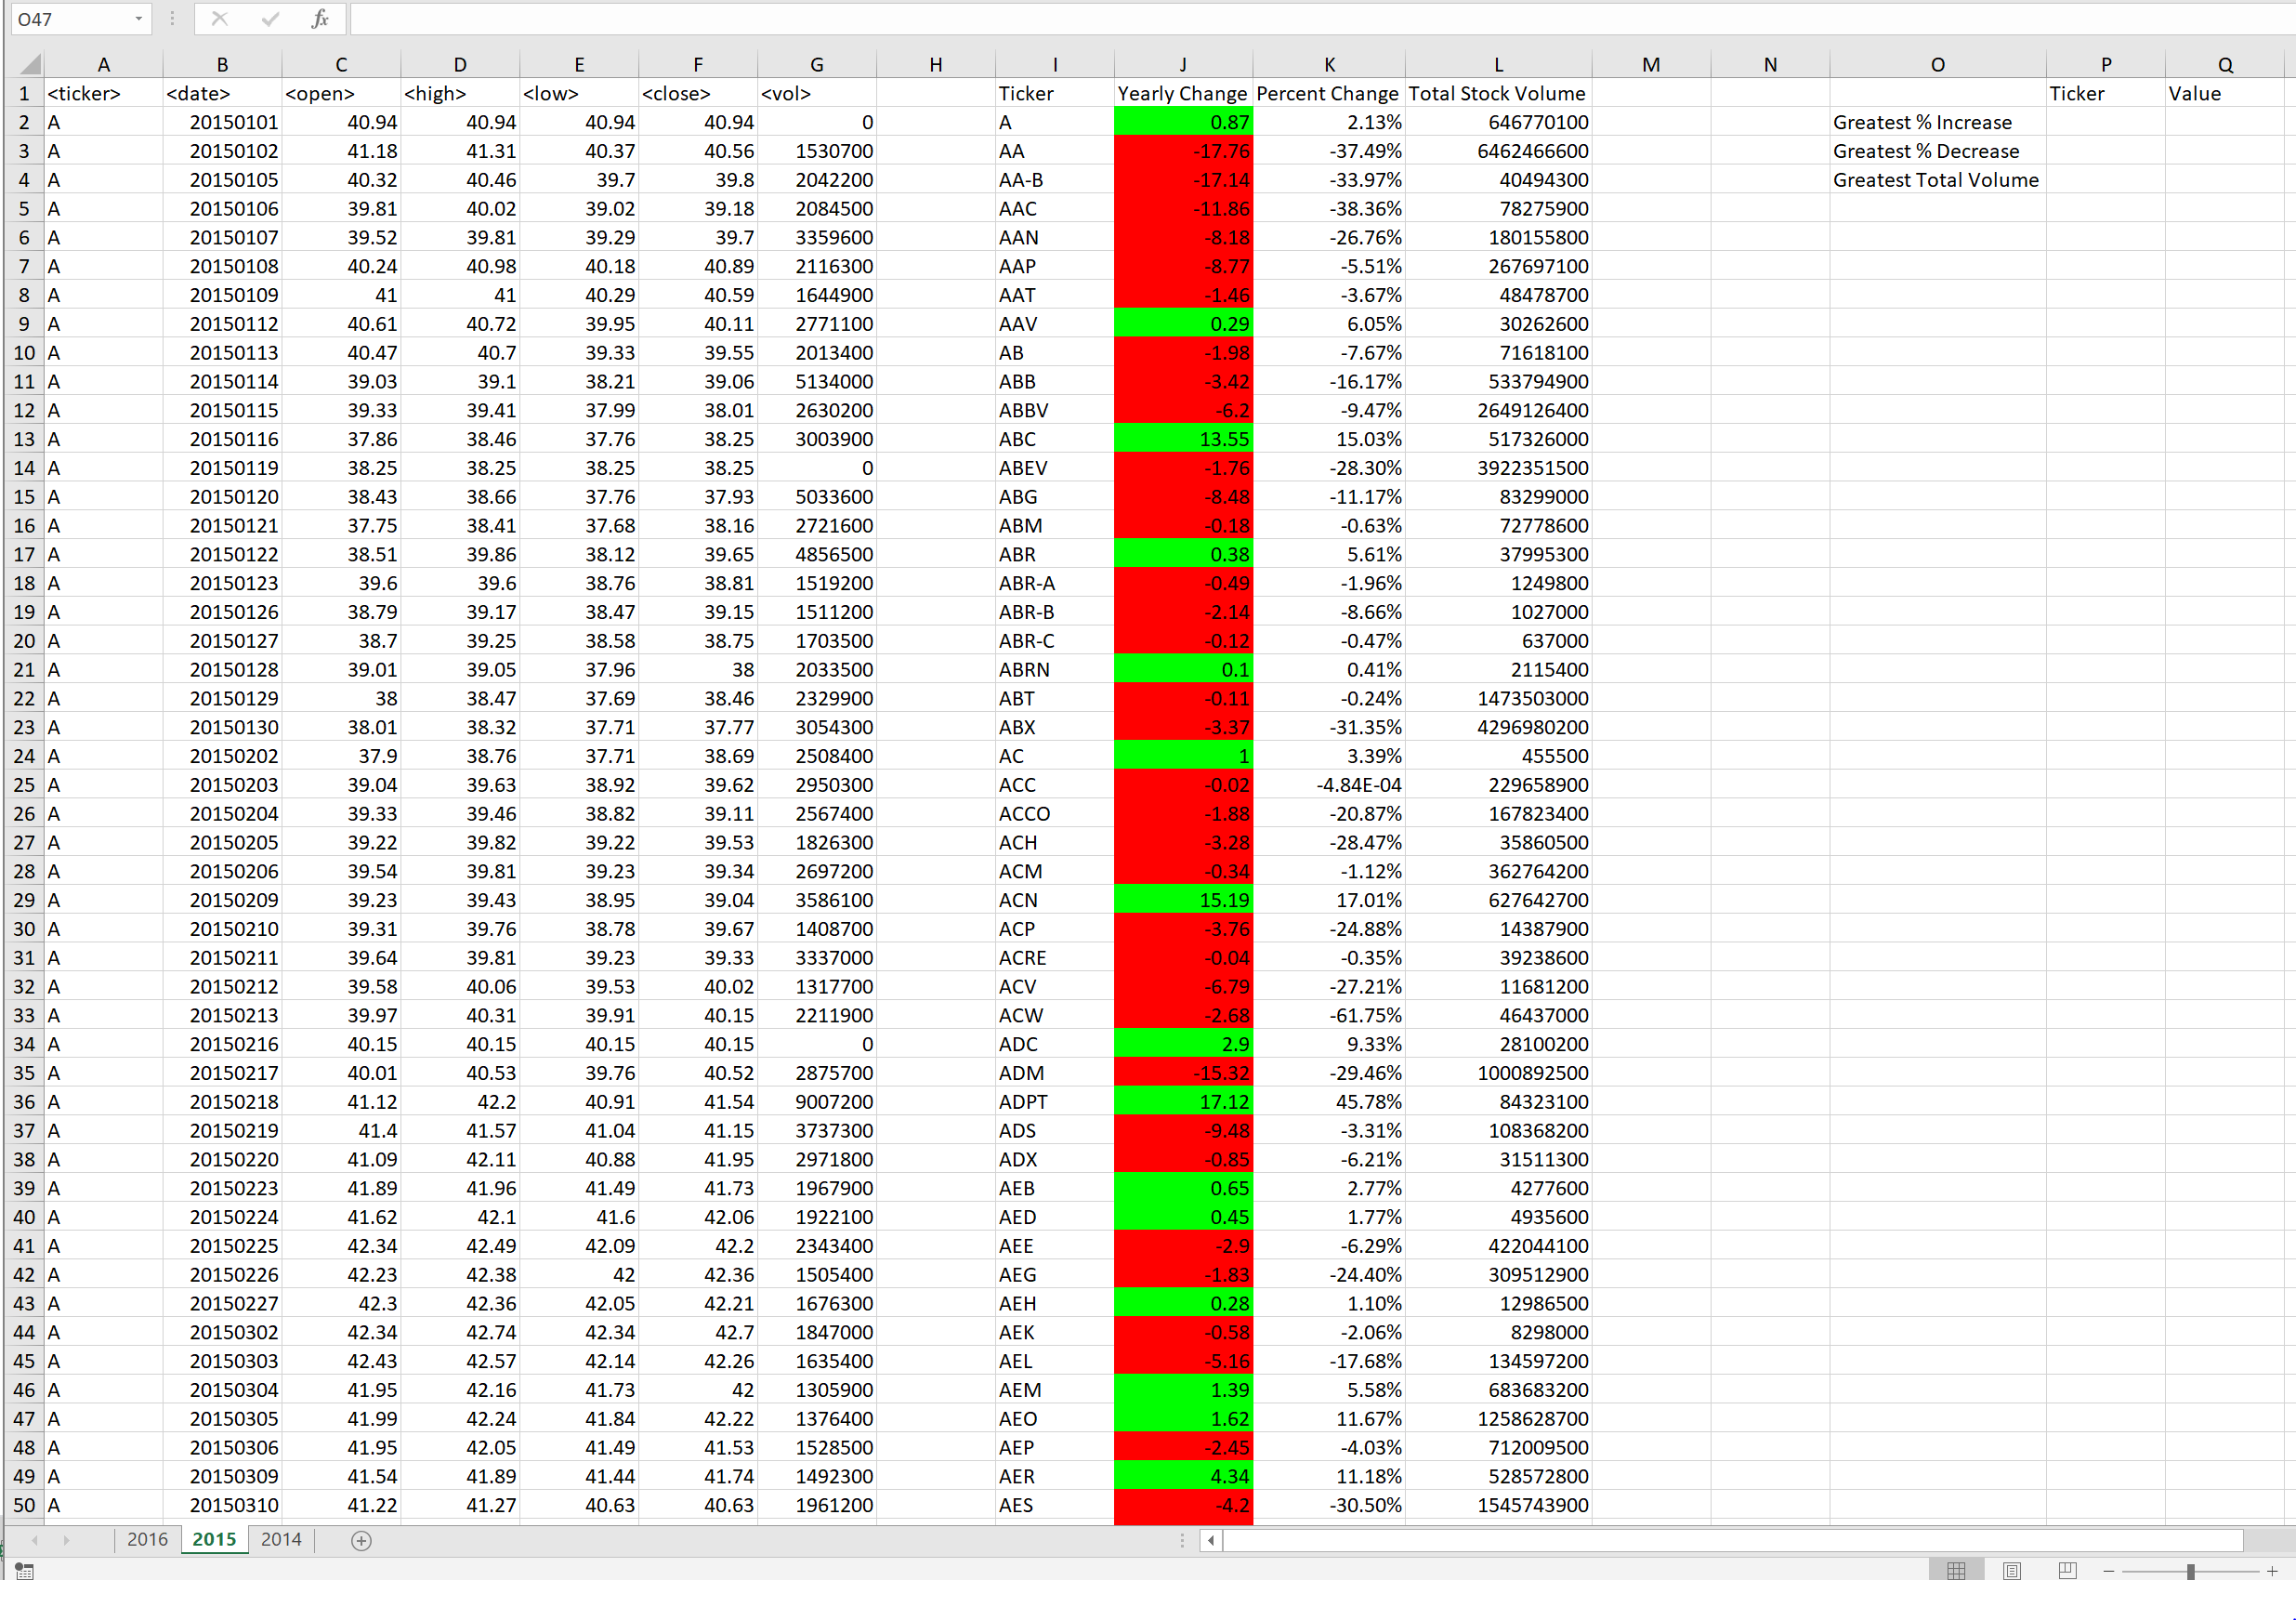 O47 fx
A B C D E F G H I J K L M N O P Q
1 <ticker> <date> <open> <high> <low> <close> <vol> Ticker Yearly Change Percent Change Total Stock Volume Ticker Value
2 A 20150101 40.94 40.94 40.94 40.94 0 A 0.87 2.13% 646770100 Greatest % Increase
3 A 20150102 41.18 41.31 40.37 40.56 1530700 AA -17.76 -37.49% 6462466600 Greatest % Decrease
4 A 20150105 40.32 40.46 39.7 39.8 2042200 AA-B -17.14 -33.97% 40494300 Greatest Total Volume
5 A 20150106 39.81 40.02 39.02 39.18 2084500 AAC -11.86 -38.36% 78275900
6 A 20150107 39.52 39.81 39.29 39.7 3359600 AAN -8.18 -26.76% 180155800
7 A 20150108 40.24 40.98 40.18 40.89 2116300 AAP -8.77 -5.51% 267697100
8 A 20150109 41 41 40.29 40.59 1644900 AAT -1.46 -3.67% 48478700
9 A 20150112 40.61 40.72 39.95 40.11 2771100 AAV 0.29 6.05% 30262600
10 A 20150113 40.47 40.7 39.33 39.55 2013400 AB -1.98 -7.67% 71618100
11 A 20150114 39.03 39.1 38.21 39.06 5134000 ABB -3.42 -16.17% 533794900
12 A 20150115 39.33 39.41 37.99 38.01 2630200 ABBV -6.2 -9.47% 2649126400
13 A 20150116 37.86 38.46 37.76 38.25 3003900 ABC 13.55 15.03% 517326000
14 A 20150119 38.25 38.25 38.25 38.25 0 ABEV -1.76 -28.30% 3922351500
15 A 20150120 38.43 38.66 37.76 37.93 5033600 ABG -8.48 -11.17% 83299000
16 A 20150121 37.75 38.41 37.68 38.16 2721600 ABM -0.18 -0.63% 72778600
17 A 20150122 38.51 39.86 38.12 39.65 4856500 ABR 0.38 5.61% 37995300
18 A 20150123 39.6 39.6 38.76 38.81 1519200 ABR-A -0.49 -1.96% 1249800
19 A 20150126 38.79 39.17 38.47 39.15 1511200 ABR-B -2.14 -8.66% 1027000
20 A 20150127 38.7 39.25 38.58 38.75 1703500 ABR-C -0.12 -0.47% 637000
21 A 20150128 39.01 39.05 37.96 38 2033500 ABRN 0.1 0.41% 2115400
22 A 20150129 38 38.47 37.69 38.46 2329900 ABT -0.11 -0.24% 1473503000
23 A 20150130 38.01 38.32 37.71 37.77 3054300 ABX -3.37 -31.35% 4296980200
24 A 20150202 37.9 38.76 37.71 38.69 2508400 AC 1 3.39% 455500
25 A 20150203 39.04 39.63 38.92 39.62 2950300 ACC -0.02 -4.84E-04 229658900
26 A 20150204 39.33 39.46 38.82 39.11 2567400 ACCO -1.88 -20.87% 167823400
27 A 20150205 39.22 39.82 39.22 39.53 1826300 ACH -3.28 -28.47% 35860500
28 A 20150206 39.54 39.81 39.23 39.34 2697200 ACM -0.34 -1.12% 362764200
29 A 20150209 39.23 39.43 38.95 39.04 3586100 ACN 15.19 17.01% 627642700
30 A 20150210 39.31 39.76 38.78 39.67 1408700 ACP -3.76 -24.88% 14387900
31 A 20150211 39.64 39.81 39.23 39.33 3337000 ACRE -0.04 -0.35% 39238600
32 A 20150212 39.58 40.06 39.53 40.02 1317700 ACV -6.79 -27.21% 11681200
33 A 20150213 39.97 40.31 39.91 40.15 2211900 ACW -2.68 -61.75% 46437000
34 A 20150216 40.15 40.15 40.15 40.15 0 ADC 2.9 9.33% 28100200
35 A 20150217 40.01 40.53 39.76 40.52 2875700 ADM -15.32 -29.46% 1000892500
36 A 20150218 41.12 42.2 40.91 41.54 9007200 ADPT 17.12 45.78% 84323100
37 A 20150219 41.4 41.57 41.04 41.15 3737300 ADS -9.48 -3.31% 108368200
38 A 20150220 41.09 42.11 40.88 41.95 2971800 ADX -0.85 -6.21% 31511300
39 A 20150223 41.89 41.96 41.49 41.73 1967900 AEB 0.65 2.77% 4277600
40 A 20150224 41.62 42.1 41.6 42.06 1922100 AED 0.45 1.77% 4935600
41 A 20150225 42.34 42.49 42.09 42.2 2343400 AEE -2.9 -6.29% 422044100
42 A 20150226 42.23 42.38 42 42.36 1505400 AEG -1.83 -24.40% 309512900
43 A 20150227 42.3 42.36 42.05 42.21 1676300 AEH 0.28 1.10% 12986500
44 A 20150302 42.34 42.74 42.34 42.7 1847000 AEK -0.58 -2.06% 8298000
45 A 20150303 42.43 42.57 42.14 42.26 1635400 AEL -5.16 -17.68% 134597200
46 A 20150304 41.95 42.16 41.73 42 1305900 AEM 1.39 5.58% 683683200
47 A 20150305 41.99 42.24 41.84 42.22 1376400 AEO 1.62 11.67% 1258628700
48 A 20150306 41.95 42.05 41.49 41.53 1528500 AEP -2.45 -4.03% 712009500
49 A 20150309 41.54 41.89 41.44 41.74 1492300 AER 4.34 11.18% 528572800
50 A 20150310 41.22 41.27 40.63 40.63 1961200 AES -4.2 -30.50% 1545743900
2016 2015 2014